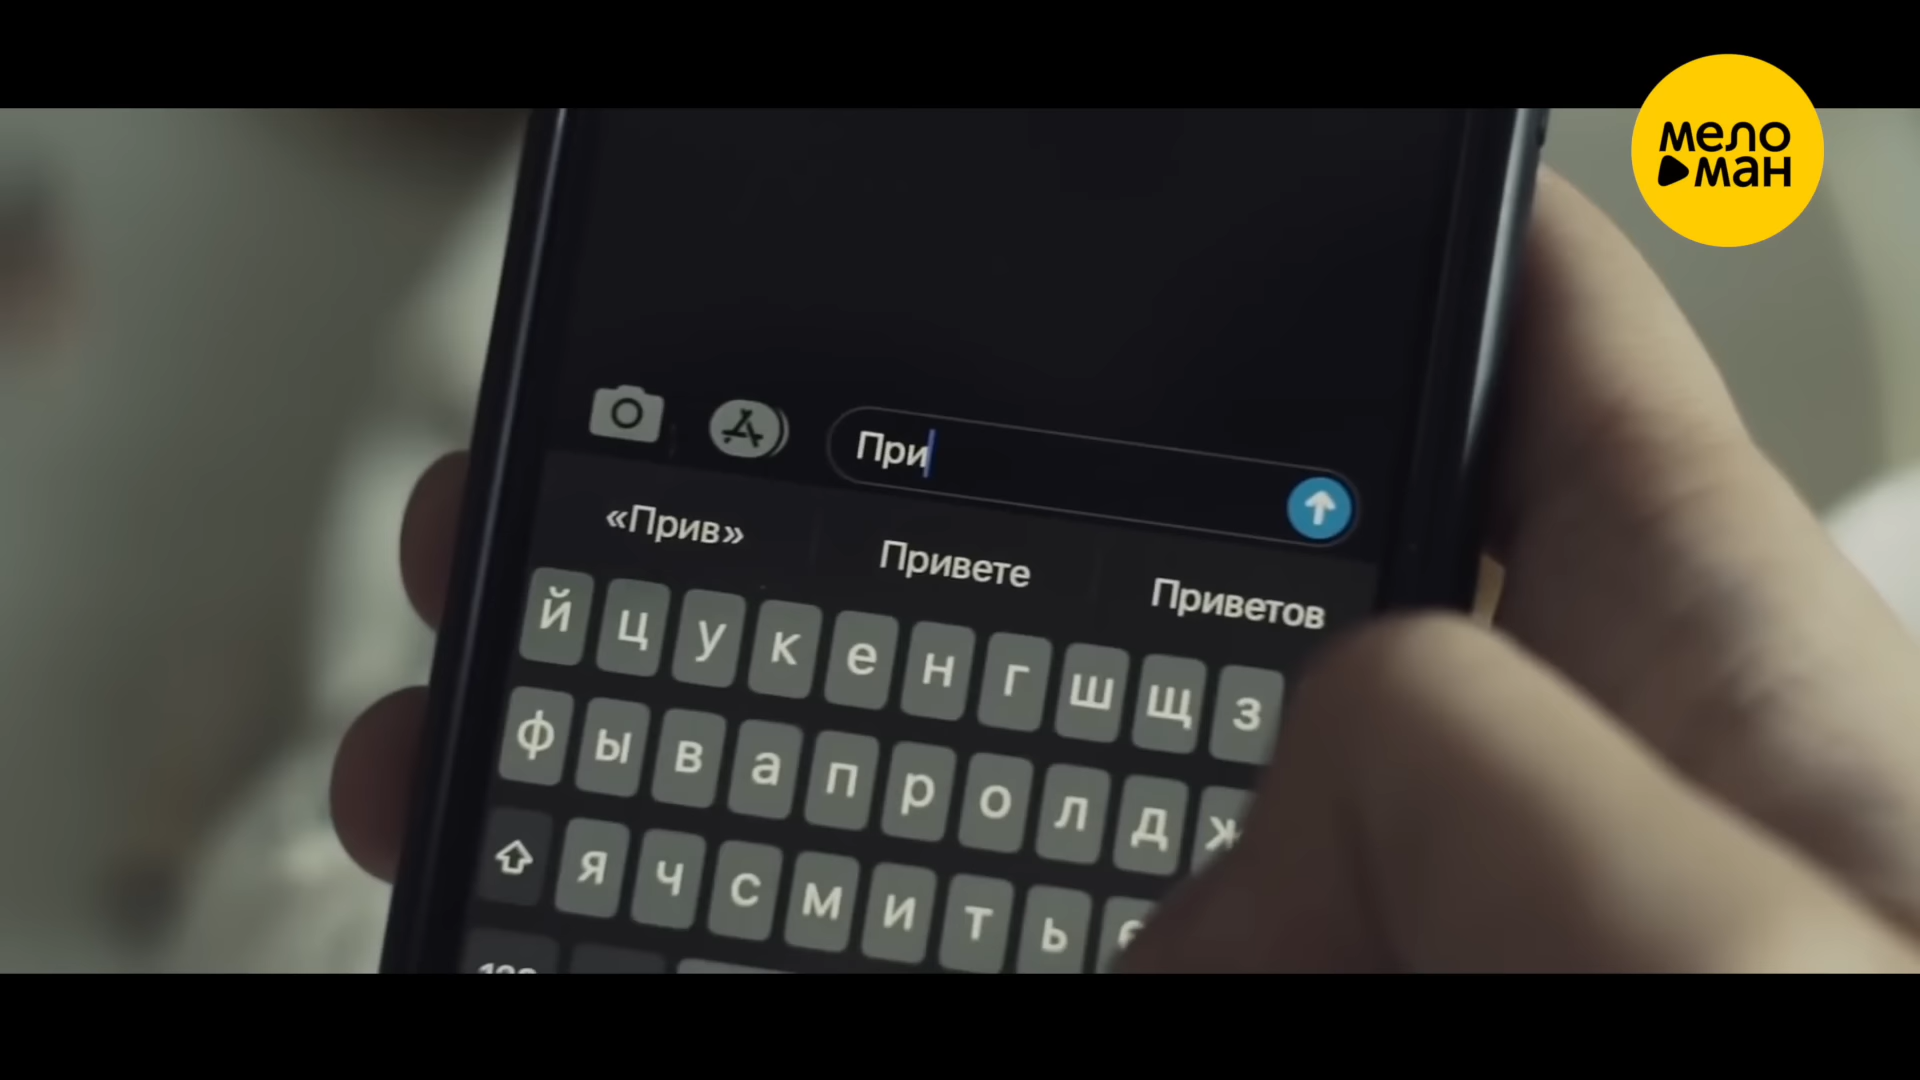 мело
ман
При
«Прив» Привете Приветов
й ц у к е н г ш щ з
ф ы в а п р о л д ж
я ч с м и т ь